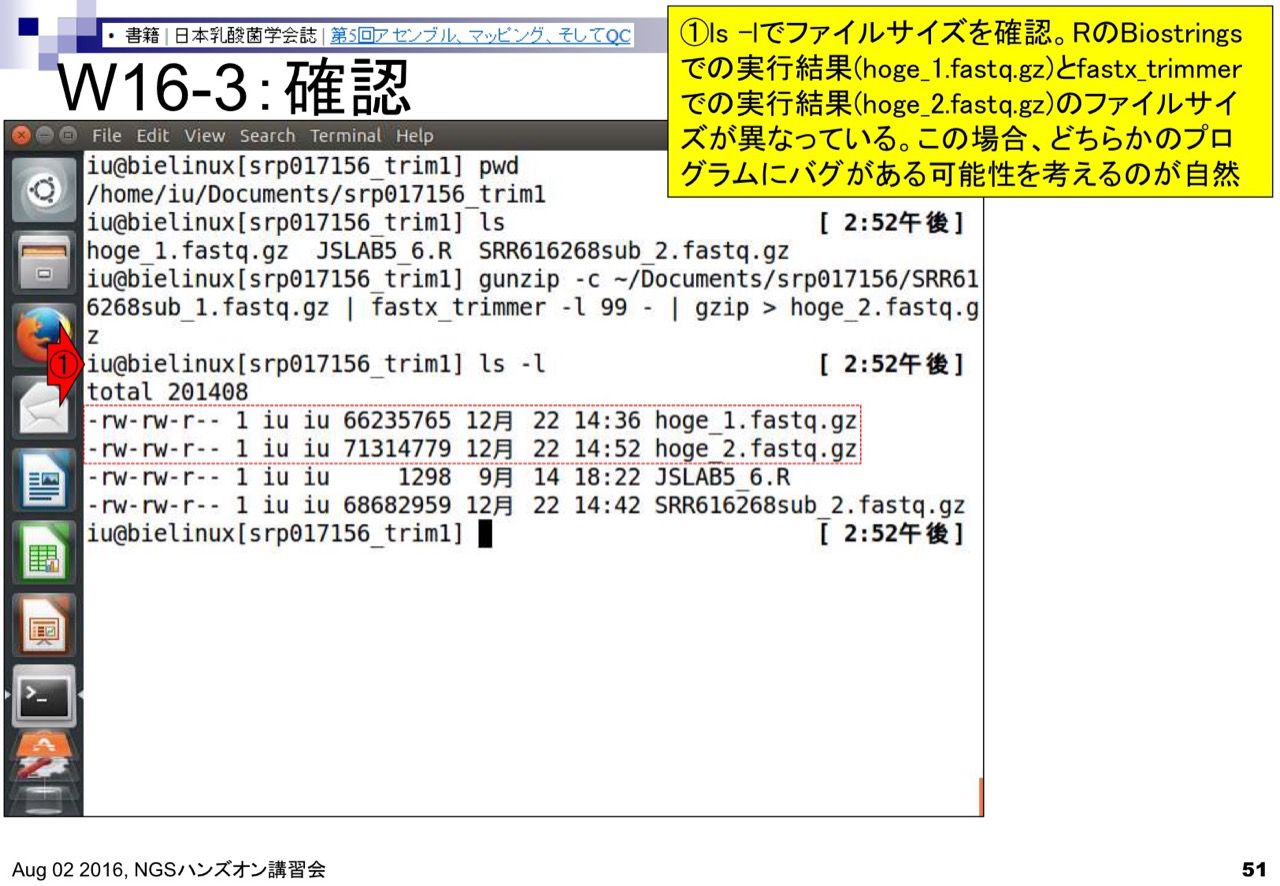 • 書籍 | 日本乳酸菌学会誌 | 第5回アセンブル、マッピング、そしてQC
W16-3：確認
①ls –lでファイルサイズを確認。RのBiostrings
での実行結果(hoge_1.fastq.gz)とfastx_trimmer
での実行結果(hoge_2.fastq.gz)のファイルサイ
ズが異なっている。この場合、どちらかのプロ
グラムにバグがある可能性を考えるのが自然
File Edit View Search Terminal Help
iu@bielinux[srp017156_trim1] pwd
/home/iu/Documents/srp017156_trim1
iu@bielinux[srp017156_trim1] ls [ 2:52午後]
hoge_1.fastq.gz JSLAB5_6.R SRR616268sub_2.fastq.gz
iu@bielinux[srp017156_trim1] gunzip -c ~/Documents/srp017156/SRR61
6268sub_1.fastq.gz | fastx_trimmer -l 99 - | gzip > hoge_2.fastq.g
z
①
iu@bielinux[srp017156_trim1] ls -l [ 2:52午後]
total 201408
-rw-rw-r-- 1 iu iu 66235765 12月 22 14:36 hoge_1.fastq.gz
-rw-rw-r-- 1 iu iu 71314779 12月 22 14:52 hoge_2.fastq.gz
-rw-rw-r-- 1 iu iu 1298 9月 14 18:22 JSLAB5_6.R
-rw-rw-r-- 1 iu iu 68682959 12月 22 14:42 SRR616268sub_2.fastq.gz
iu@bielinux[srp017156_trim1] [ 2:52午後]
Aug 02 2016, NGSハンズオン講習会
51